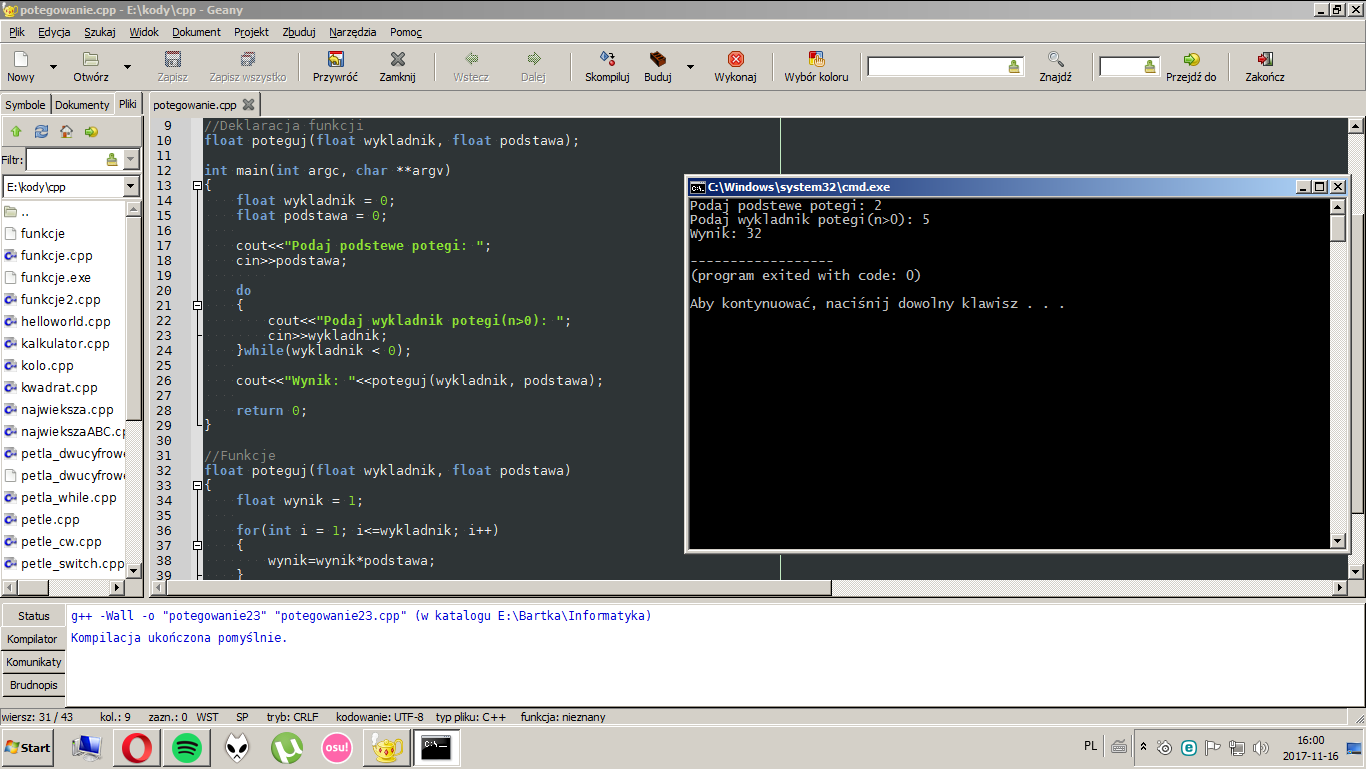 potegowanie.cpp - E:\kody\cpp - Geany
Plik Edycja Szukaj Widok Dokument Projekt Zbuduj Narzędzia Pomoc
Nowy Otwórz Zapisz Zapisz wszystko Przywróć Zamknij Wstecz Dalej Skompiluj Buduj Wykonaj Wybór koloru Znajdź Przejdź do Zakończ
Symbole Dokumenty Pliki
Filtr:
E:\kody\cpp
..
funkcje
funkcje.cpp
funkcje.exe
funkcje2.cpp
helloworld.cpp
kalkulator.cpp
kolo.cpp
kwadrat.cpp
najwieksza.cpp
najwiekszaABC.cp
petla_dwucyfrowe
petla_dwucyfrowe
petla_while.cpp
petle.cpp
petle_cw.cpp
petle_switch.cpp
potegowanie.cpp
9 //Deklaracja funkcji
10 float poteguj(float wykladnik, float podstawa);
11
12 int main(int argc, char **argv)
13 {
14 float wykladnik = 0;
15 float podstawa = 0;
16
17 cout<<"Podaj podstewe potegi: ";
18 cin>>podstawa;
19
20 do
21 {
22 cout<<"Podaj wykladnik potegi(n>0): ";
23 cin>>wykladnik;
24 }while(wykladnik < 0);
25
26 cout<<"Wynik: "<<poteguj(wykladnik, podstawa);
27
28 return 0;
29 }
30
31 //Funkcje
32 float poteguj(float wykladnik, float podstawa)
33 {
34 float wynik = 1;
35
36 for(int i = 1; i<=wykladnik; i++)
37 {
38 wynik=wynik*podstawa;
39 }
C:\Windows\system32\cmd.exe
Podaj podstewe potegi: 2
Podaj wykladnik potegi(n>0): 5
Wynik: 32
------------------
(program exited with code: 0)
Aby kontynuować, naciśnij dowolny klawisz . . .
Status
Kompilator
Komunikaty
Brudnopis
g++ -Wall -o "potegowanie23" "potegowanie23.cpp" (w katalogu E:\Bartka\Informatyka)
Kompilacja ukończona pomyślnie.
wiersz: 31 / 43 kol.: 9 zazn.: 0 WST SP tryb: CRLF kodowanie: UTF-8 typ pliku: C++ funkcja: nieznany
Start
osu!
C:\.
PL
16:00
2017-11-16